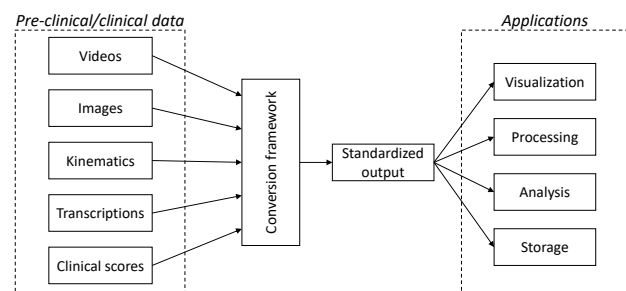 Pre-clinical/clinical data
Videos
Images
Kinematics
Transcriptions
Clinical scores
Conversion framework
Standardized
output
Applications
Visualization
Processing
Analysis
Storage